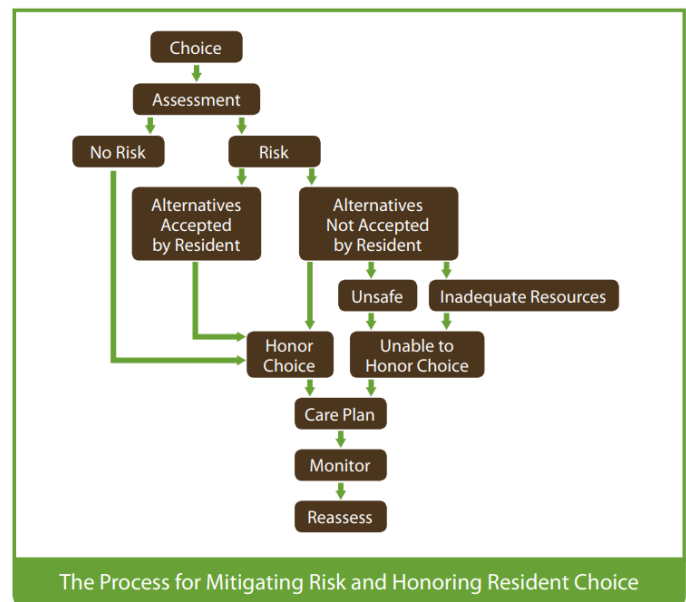 Choice
Assessment
No Risk
Risk
Alternatives
Accepted
by Resident
Alternatives
Not Accepted
by Resident
Unsafe
Inadequate Resources
Honor
Choice
Unable to
Honor Choice
Care Plan
Monitor
Reassess
The Process for Mitigating Risk and Honoring Resident Choice